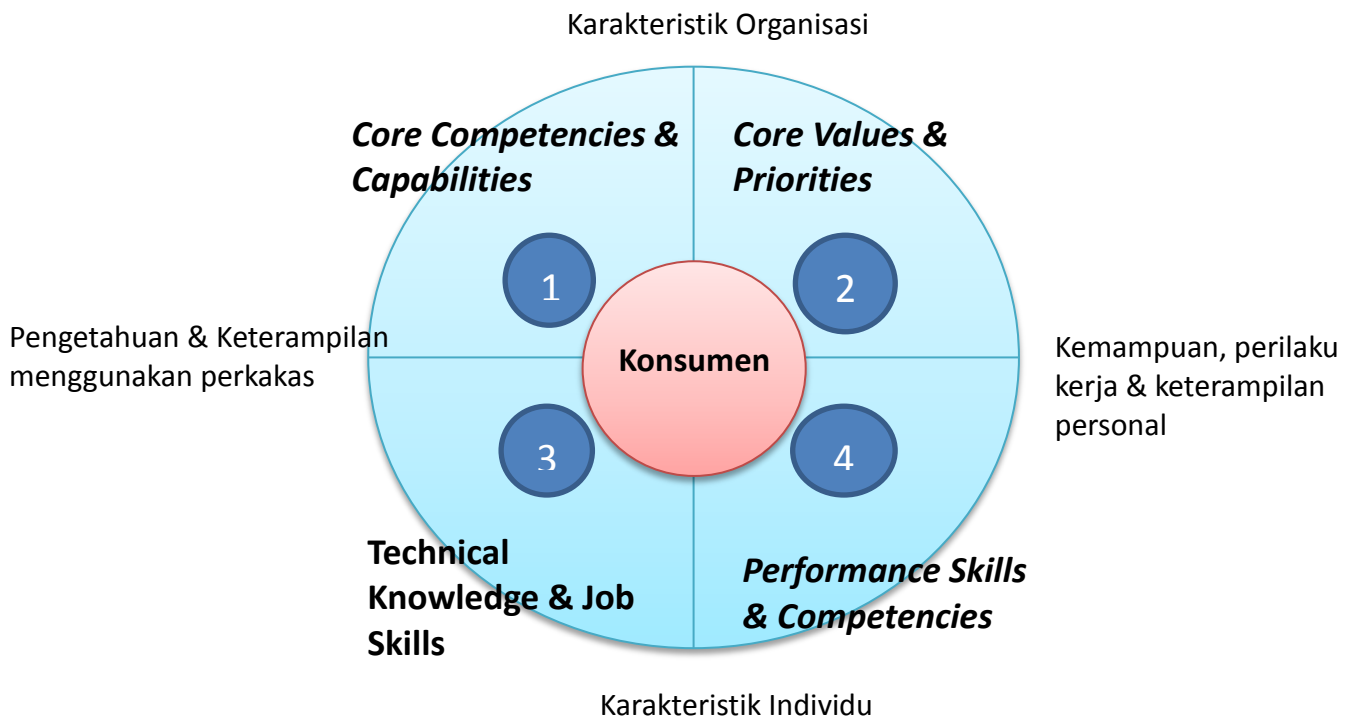 Karakteristik Organisasi
Core Competencies &
Capabilities
Core Values &
Priorities
1
2
Pengetahuan & Keterampilan
menggunakan perkakas
Konsumen
Kemampuan, perilaku
kerja & keterampilan
personal
3
4
Technical
Knowledge & Job
Skills
Performance Skills
& Competencies
Karakteristik Individu